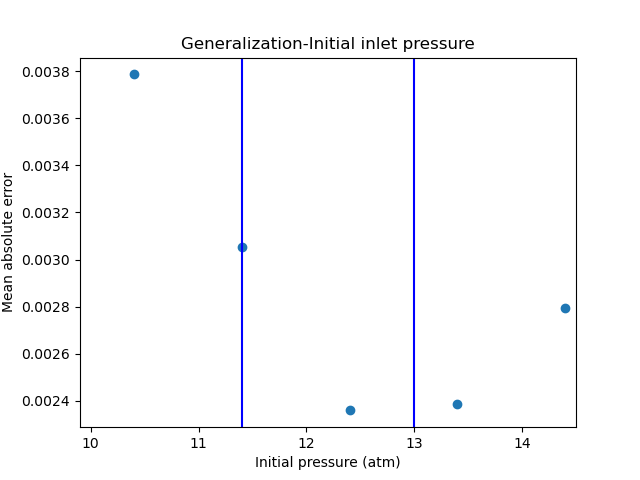 Generalization-Initial inlet pressure
Mean absolute error
0.0038
0.0036
0.0034
0.0032
0.0030
0.0028
0.0026
0.0024
10 11 12 13 14
Initial pressure (atm)